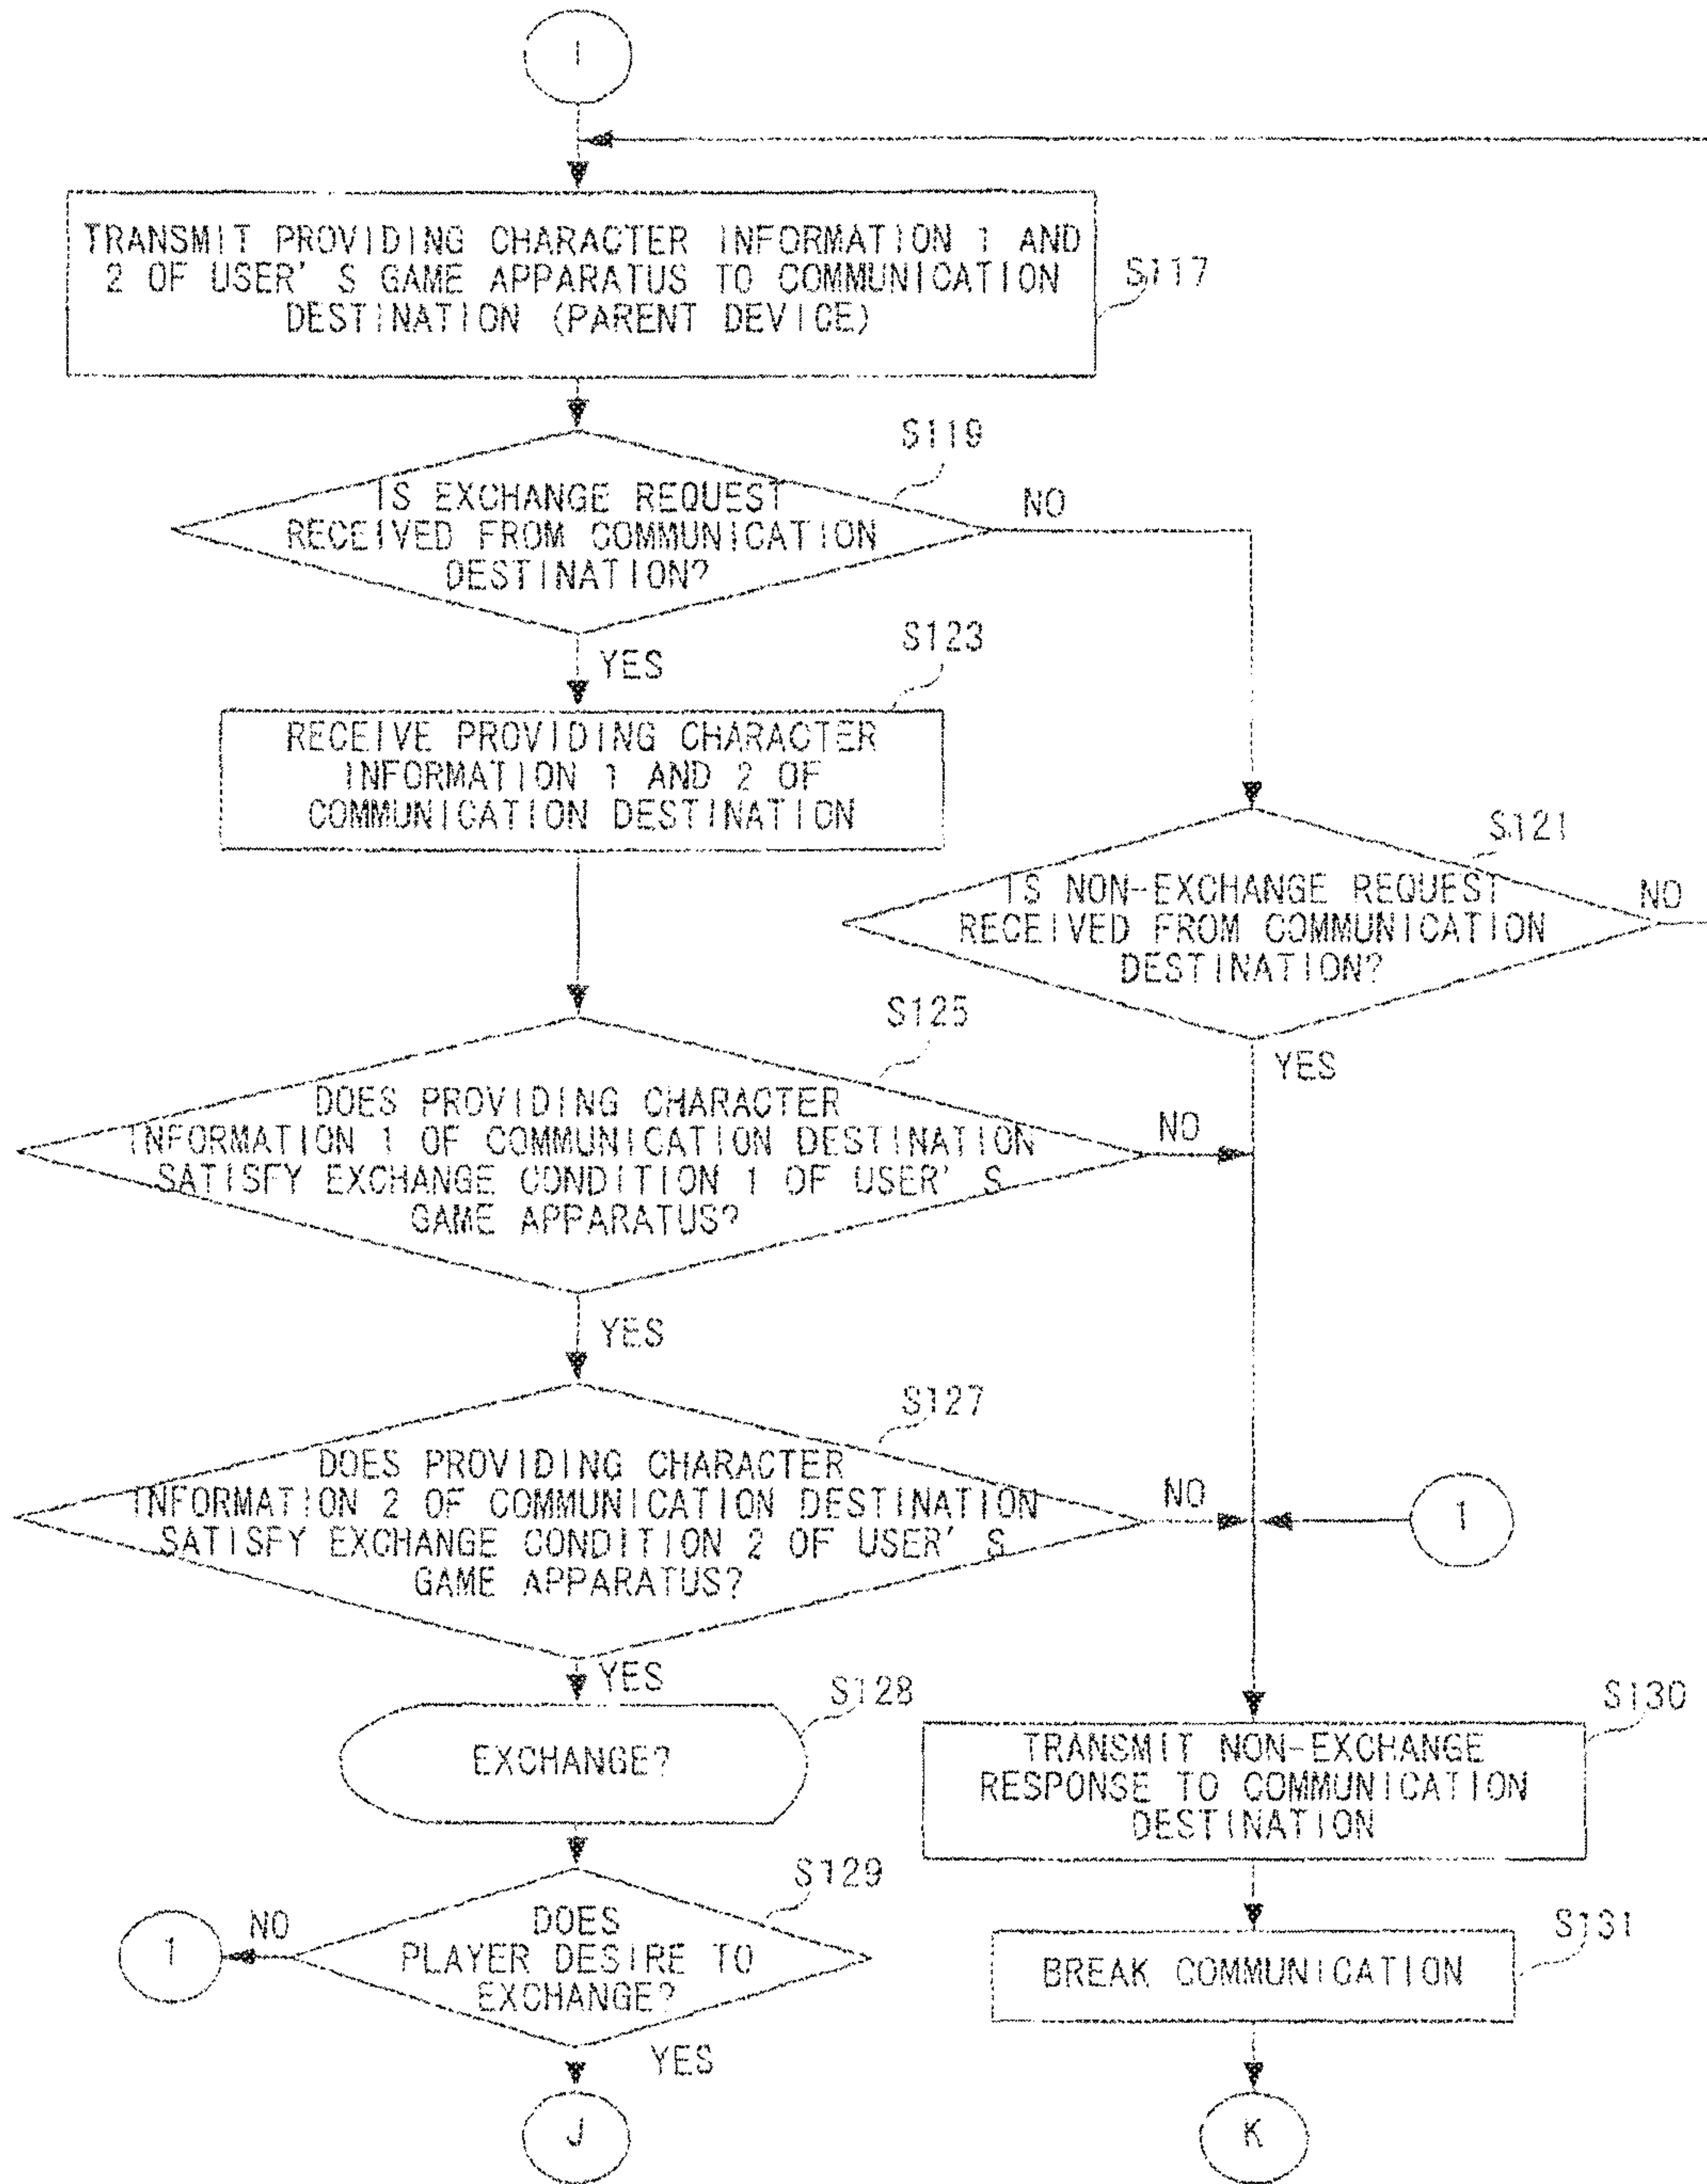 I
TRANSMIT PROVIDING CHARACTER INFORMATION 1 AND
2 OF USER'S GAME APPARATUS TO COMMUNICATION
DESTINATION (PARENT DEVICE)
S117
S119
IS EXCHANGE REQUEST
RECEIVED FROM COMMUNICATION
DESTINATION?
NO
YES
S123
RECEIVE PROVIDING CHARACTER
INFORMATION 1 AND 2 OF
COMMUNICATION DESTINATION
S121
IS NON-EXCHANGE REQUEST
RECEIVED FROM COMMUNICATION
DESTINATION?
NO
YES
S125
DOES PROVIDING CHARACTER
INFORMATION 1 OF COMMUNICATION DESTINATION
SATISFY EXCHANGE CONDITION 1 OF USER'S
GAME APPARATUS?
NO
YES
S127
DOES PROVIDING CHARACTER
INFORMATION 2 OF COMMUNICATION DESTINATION
SATISFY EXCHANGE CONDITION 2 OF USER'S
GAME APPARATUS?
NO
1
YES
S128
EXCHANGE?
S130
TRANSMIT NON-EXCHANGE
RESPONSE TO COMMUNICATION
DESTINATION
S129
DOES
PLAYER DESIRE TO
EXCHANGE?
NO
1
YES
S131
BREAK COMMUNICATION
J
K